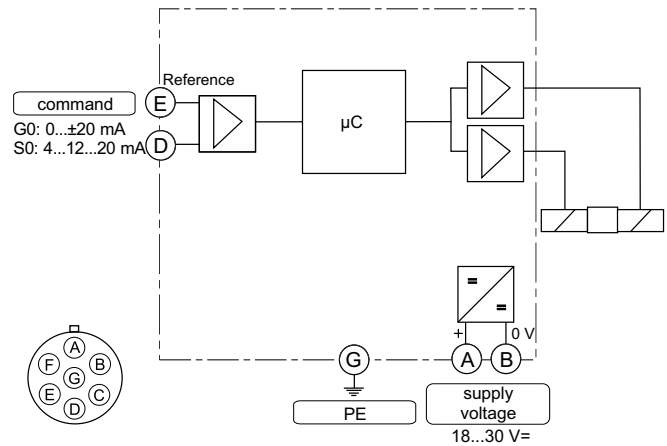 Reference
command
E
G0: 0...±20 mA
S0: 4...12...20 mA
D
µC
=
=
+ 0 V
G
A
B
PE
supply
voltage
18...30 V=
A
F B
G
E C
D